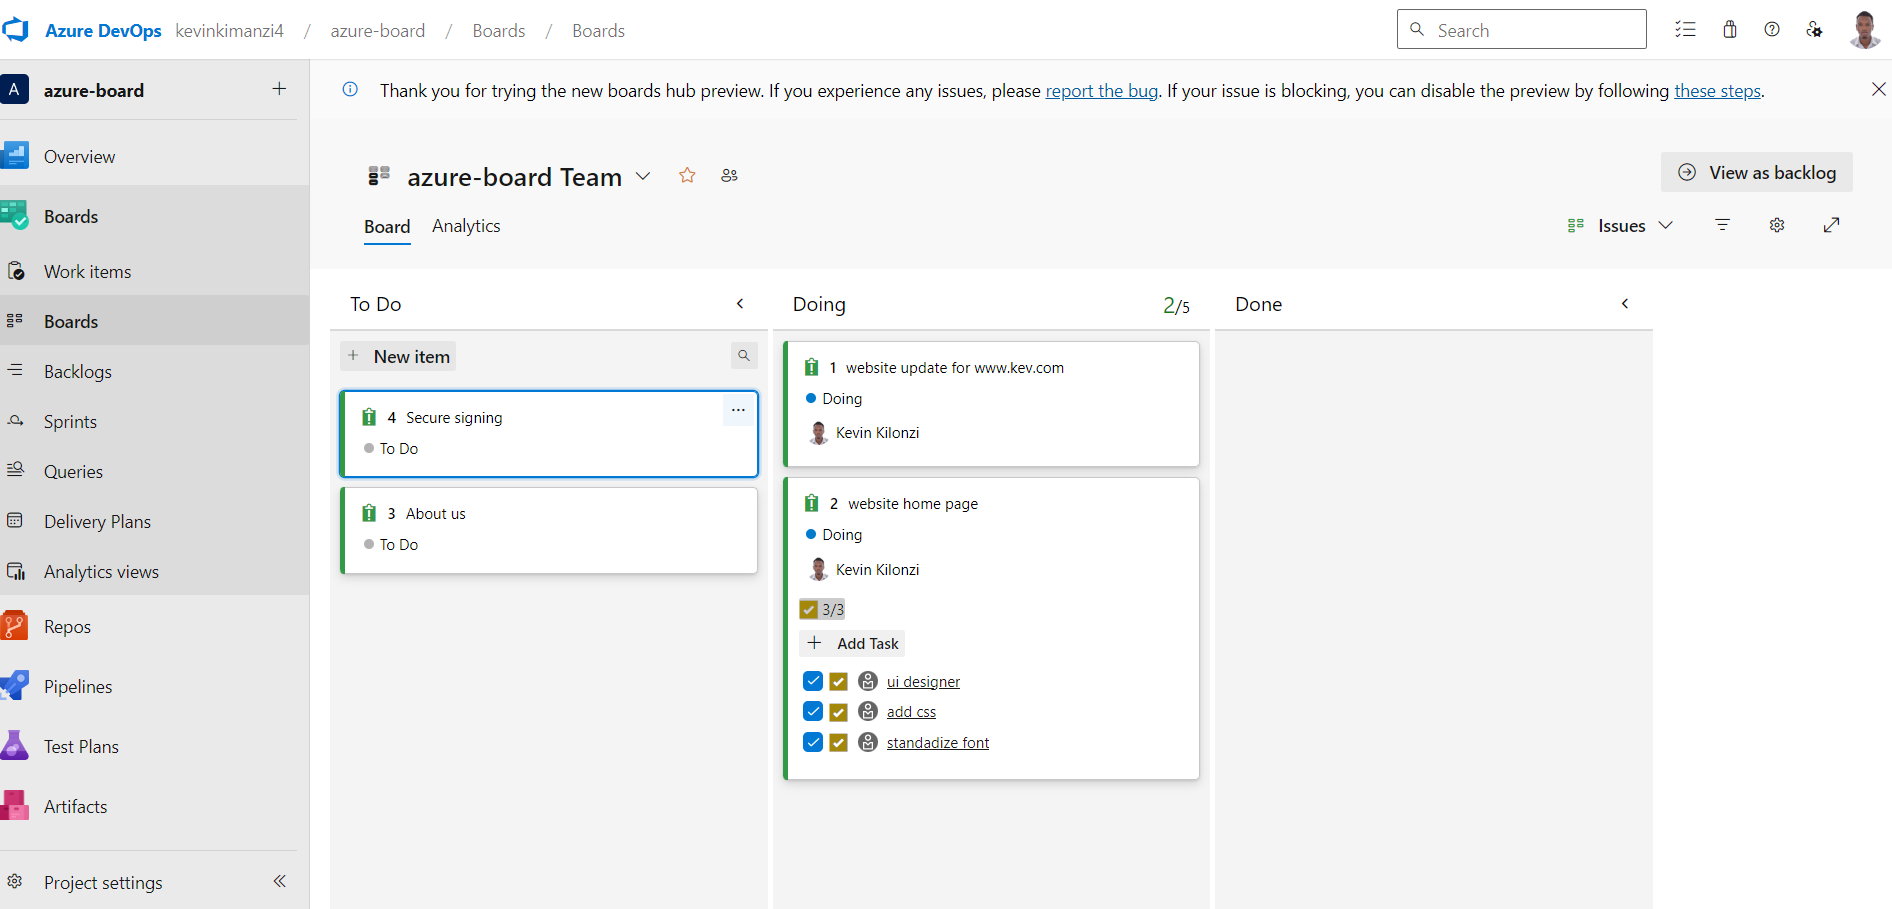 Azure DevOps kevinkimanzi4 / azure-board / Boards / Boards
Search
A azure-board
Thank you for trying the new boards hub preview. If you experience any issues, please report the bug. If your issue is blocking, you can disable the preview by following these steps.
Overview
Boards
Work items
Boards
Backlogs
Sprints
Queries
Delivery Plans
Analytics views
Repos
Pipelines
Test Plans
Artifacts
Project settings
azure-board Team
View as backlog
Board Analytics
Issues
To Do
+ New item
4 Secure signing
To Do
3 About us
To Do
Doing 2/5
1 website update for www.kev.com
Doing
Kevin Kilonzi
2 website home page
Doing
Kevin Kilonzi
3/3
+ Add Task
ui designer
add css
standadize font
Done